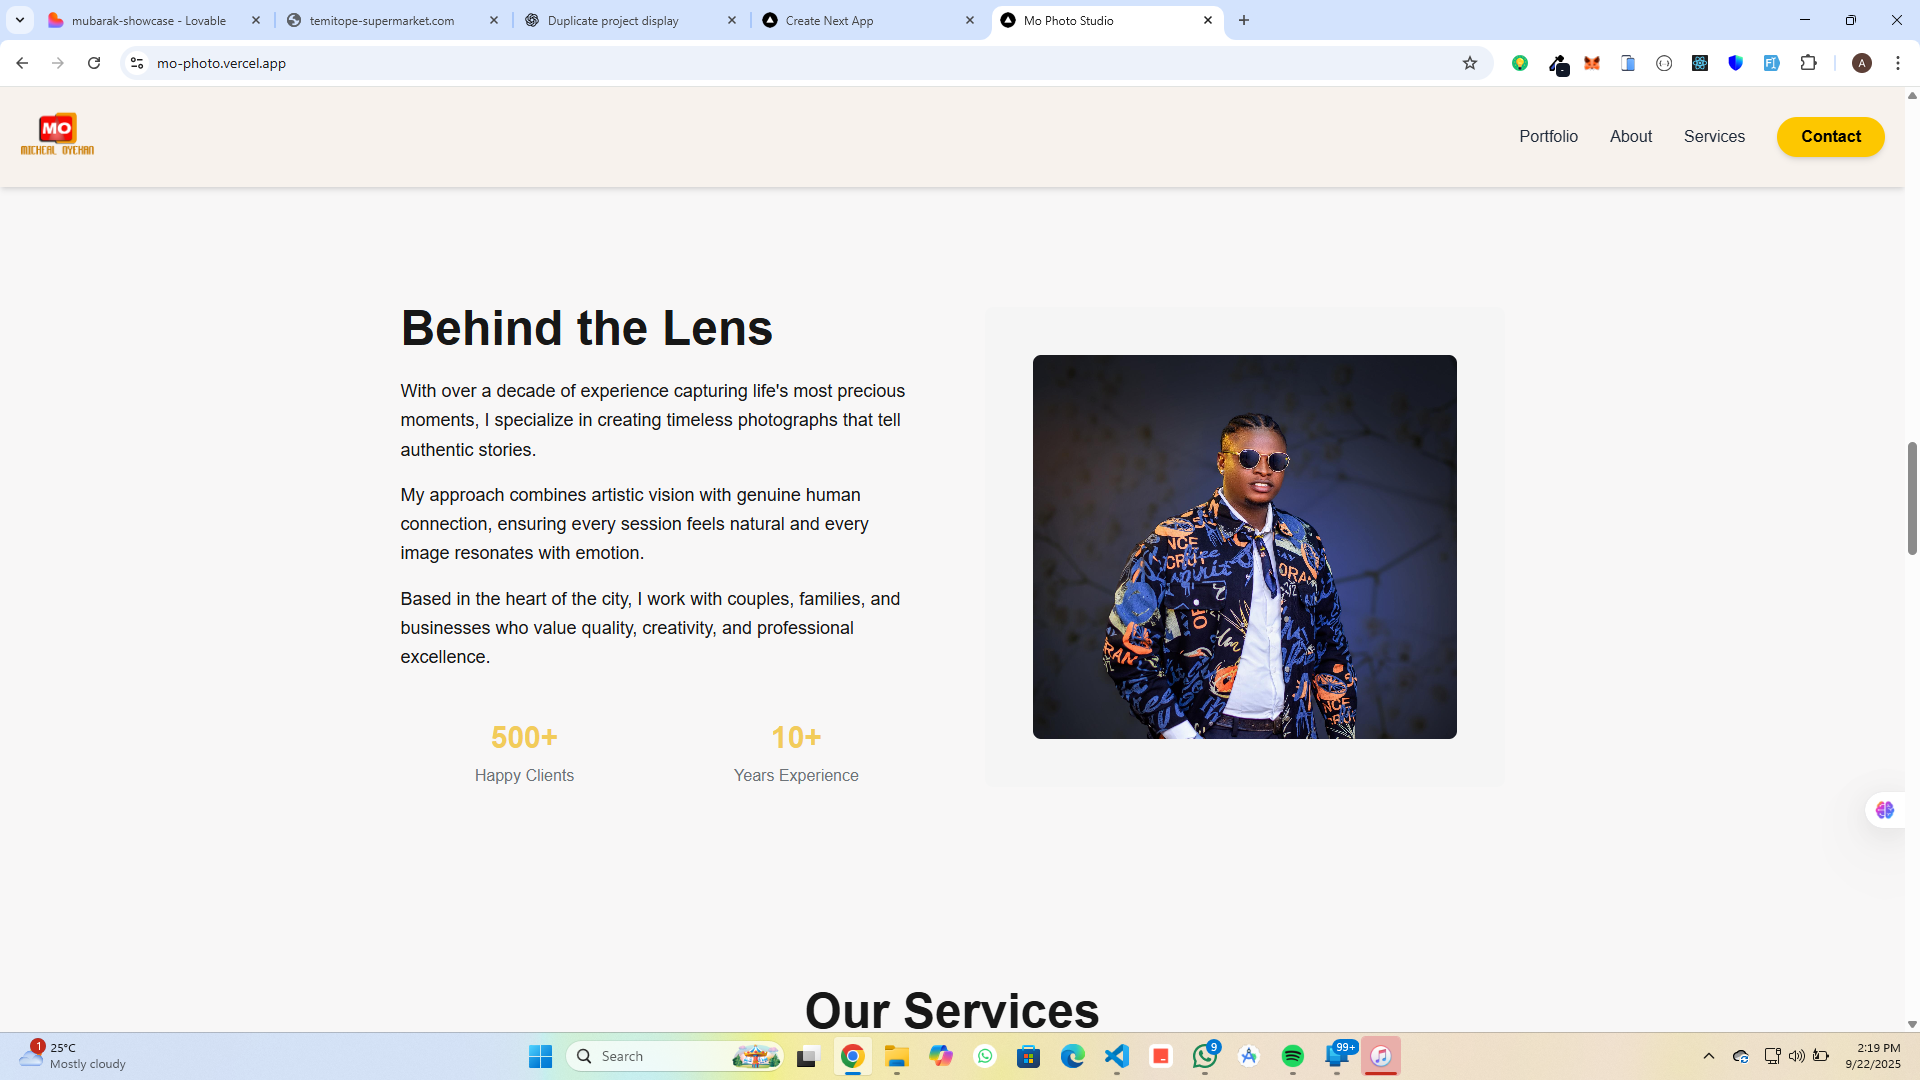 mubarak-showcase - Lovable
temitope-supermarket.com
Duplicate project display
Create Next App
Mo Photo Studio
mo-photo.vercel.app
A
MO
MICHEAL OYEKAN
Portfolio
About
Services
Contact
Behind the Lens
With over a decade of experience capturing life's most precious
moments, I specialize in creating timeless photographs that tell
authentic stories.
My approach combines artistic vision with genuine human
connection, ensuring every session feels natural and every
image resonates with emotion.
Based in the heart of the city, I work with couples, families, and
businesses who value quality, creativity, and professional
excellence.
500+
Happy Clients
10+
Years Experience
Our Services
1
25°C
Mostly cloudy
Search
9
99+
2:19 PM
9/22/2025